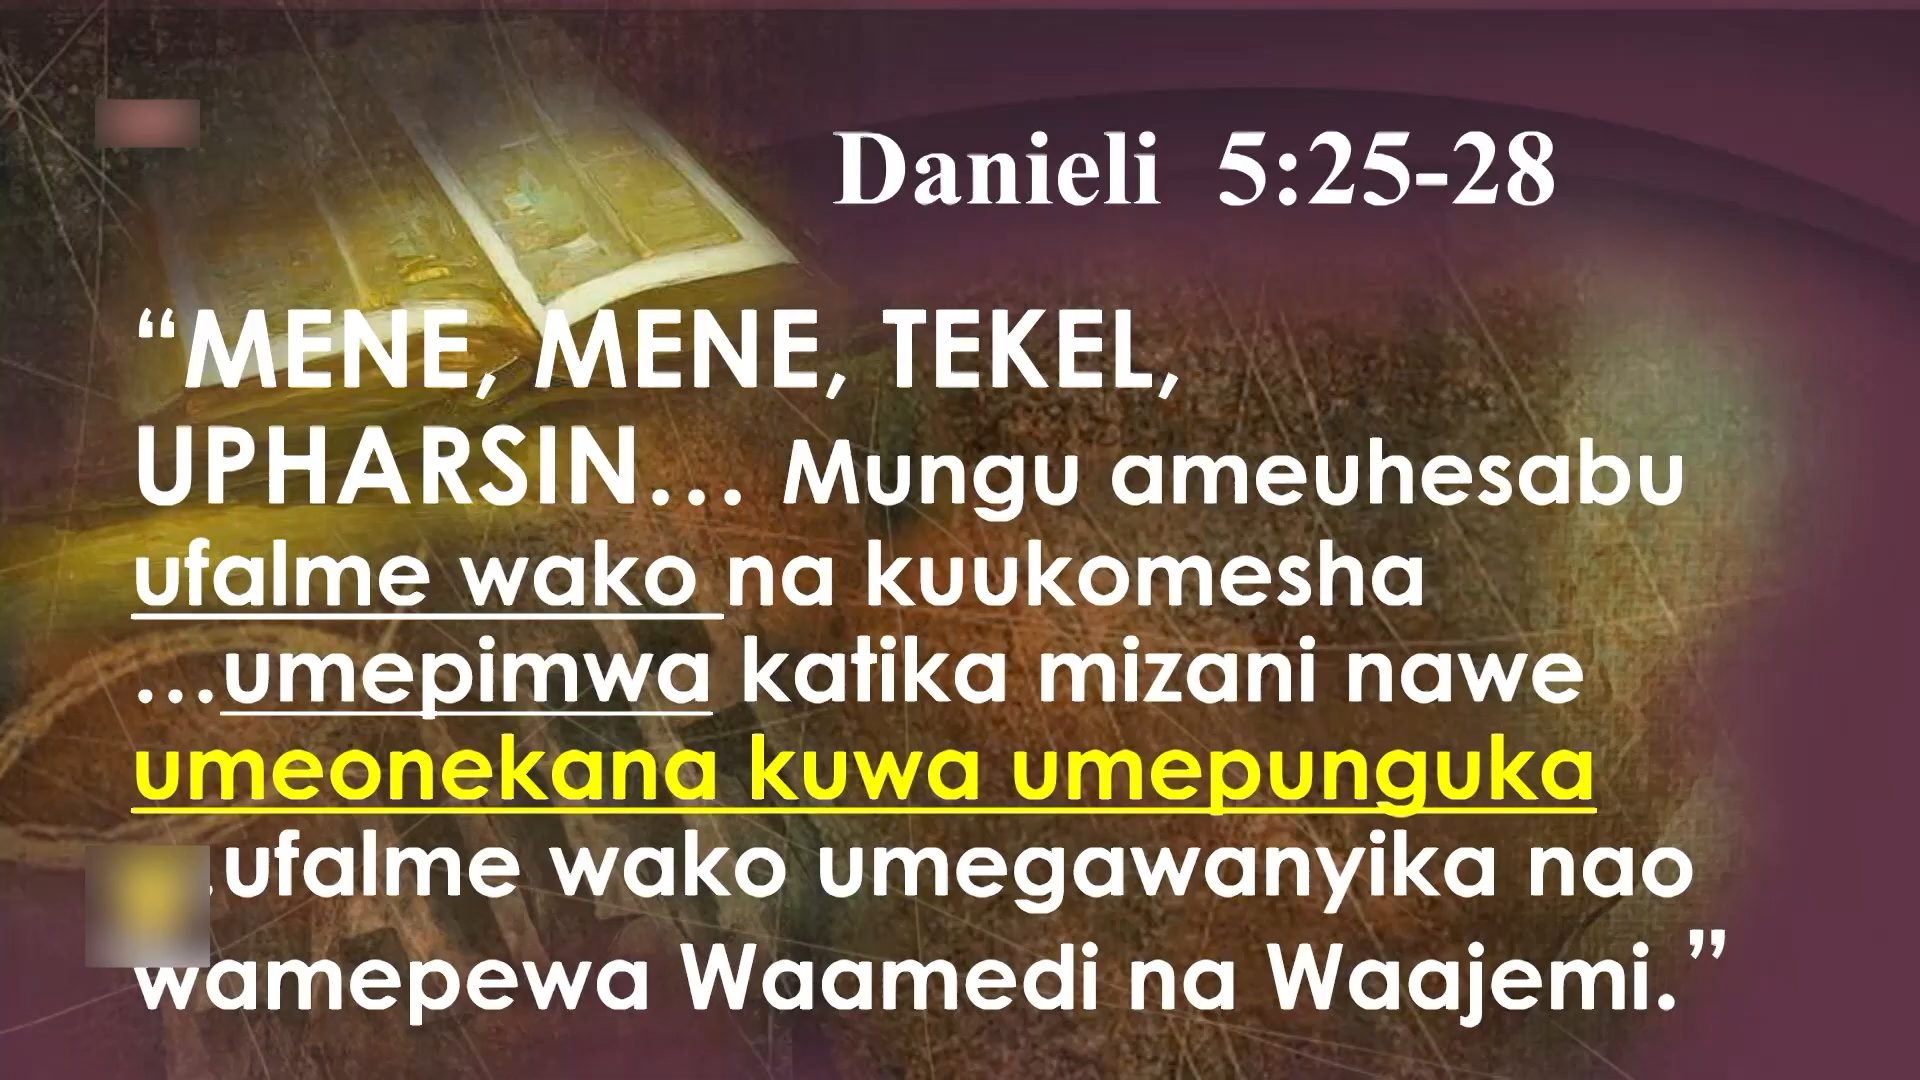 Danieli 5:25-28
“MENE, MENE, TEKEL,
UPHARSIN… Mungu ameuhesabu
ufalme wako na kuukomesha
…umepimwa katika mizani nawe
umeonekana kuwa umepunguka
.ufalme wako umegawanyika nao
wamepewa Waamedi na Waajemi.”